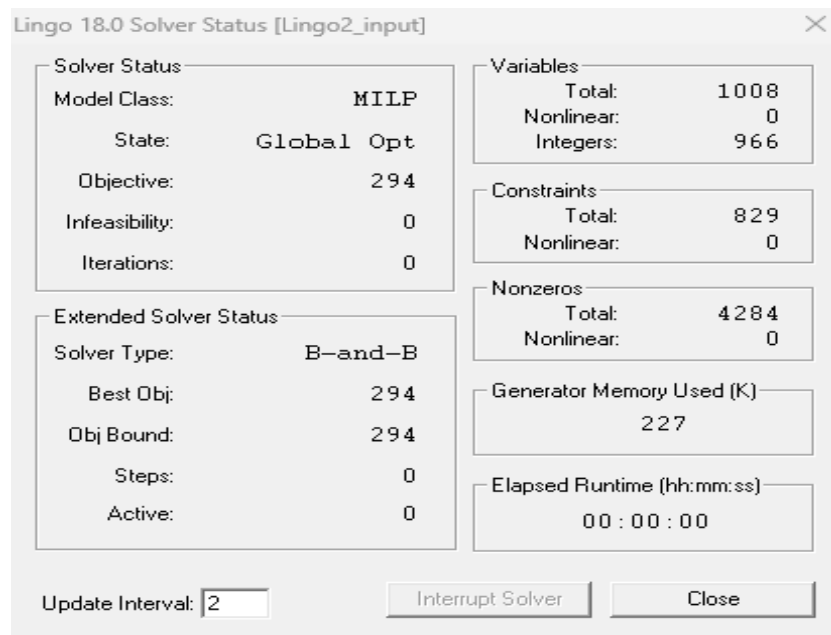 Lingo 18.0 Solver Status [Lingo2_input]
Solver Status
Model Class: MILP
State: Global Opt
Objective: 294
Infeasibility: 0
Iterations: 0
Extended Solver Status
Solver Type: B-and-B
Best Obj: 294
Obj Bound: 294
Steps: 0
Active: 0
Variables
Total: 1008
Nonlinear: 0
Integers: 966
Constraints
Total: 829
Nonlinear: 0
Nonzeros
Total: 4284
Nonlinear: 0
Generator Memory Used (K)
227
Elapsed Runtime (hh:mm:ss)
00:00:00
Update Interval: 2
Interrupt Solver
Close